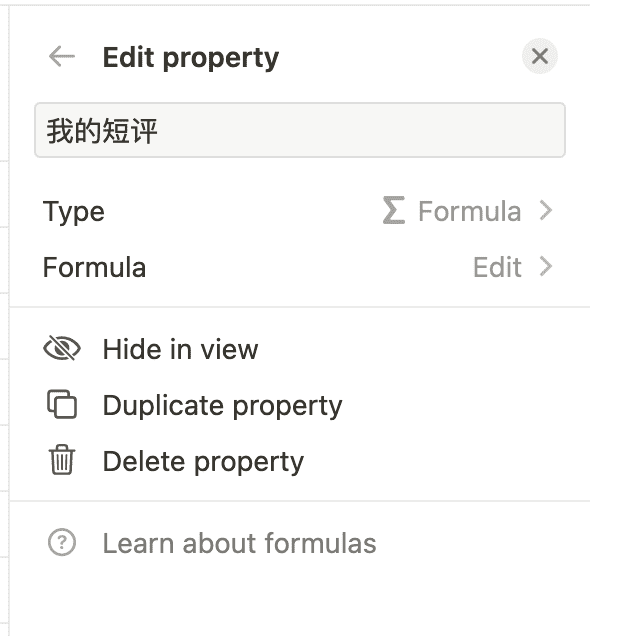 Edit property
我的短评
Type Formula
Formula Edit
Hide in view
Duplicate property
Delete property
Learn about formulas